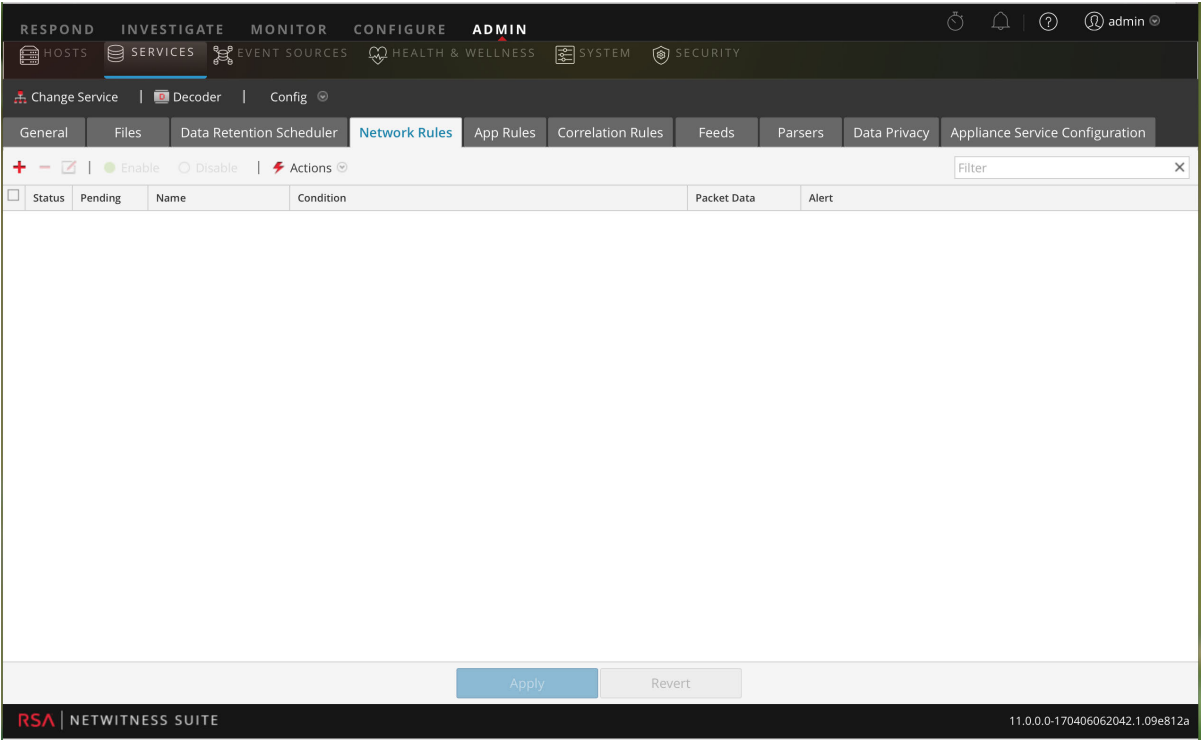 RESPOND INVESTIGATE MONITOR CONFIGURE ADMIN admin
HOSTS SERVICES EVENT SOURCES HEALTH & WELLNESS SYSTEM SECURITY
Change Service | Decoder | Config
General Files Data Retention Scheduler Network Rules App Rules Correlation Rules Feeds Parsers Data Privacy Appliance Service Configuration
Enable Disable | Actions Filter
Status Pending Name Condition Packet Data Alert
Apply Revert
RSA | NETWITNESS SUITE 11.0.0.0-170406062042.1.09e812a